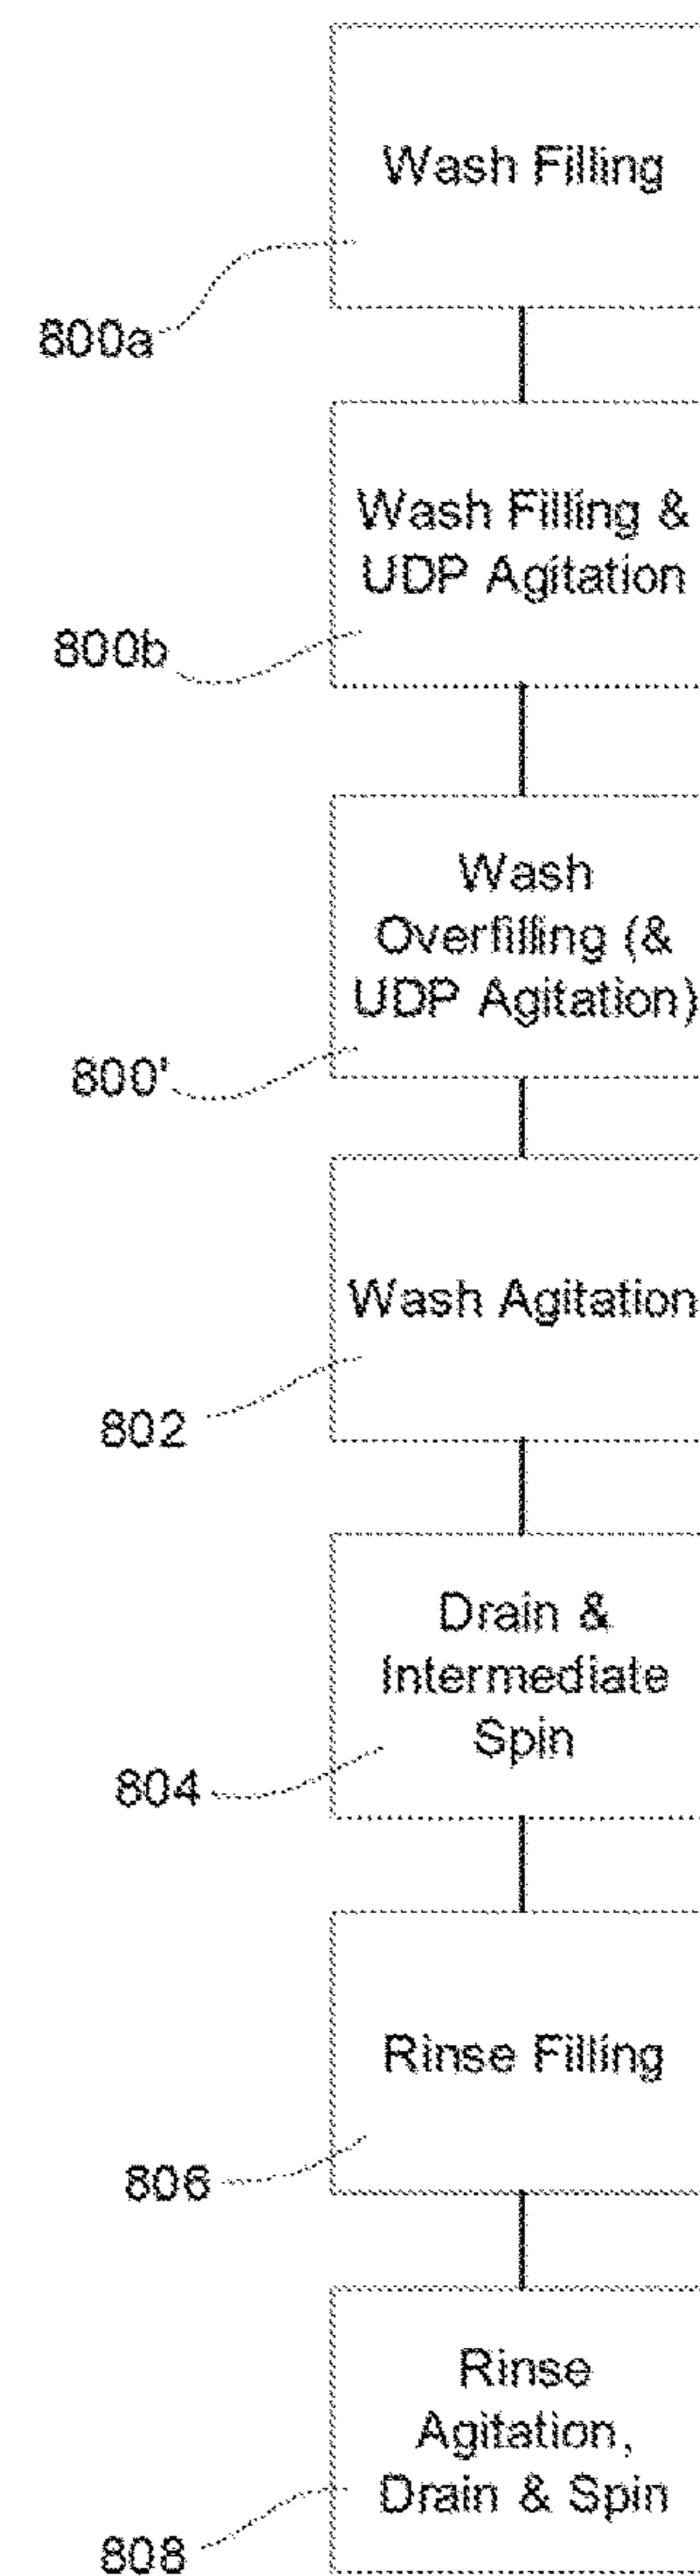 Wash Filling
800a
Wash Filling &
UDP Agitation
800b
Wash
Overfilling (&
UDP Agitation)
800'
Wash Agitation
802
Drain &
Intermediate
Spin
804
Rinse Filling
806
Rinse
Agitation,
Drain & Spin
808